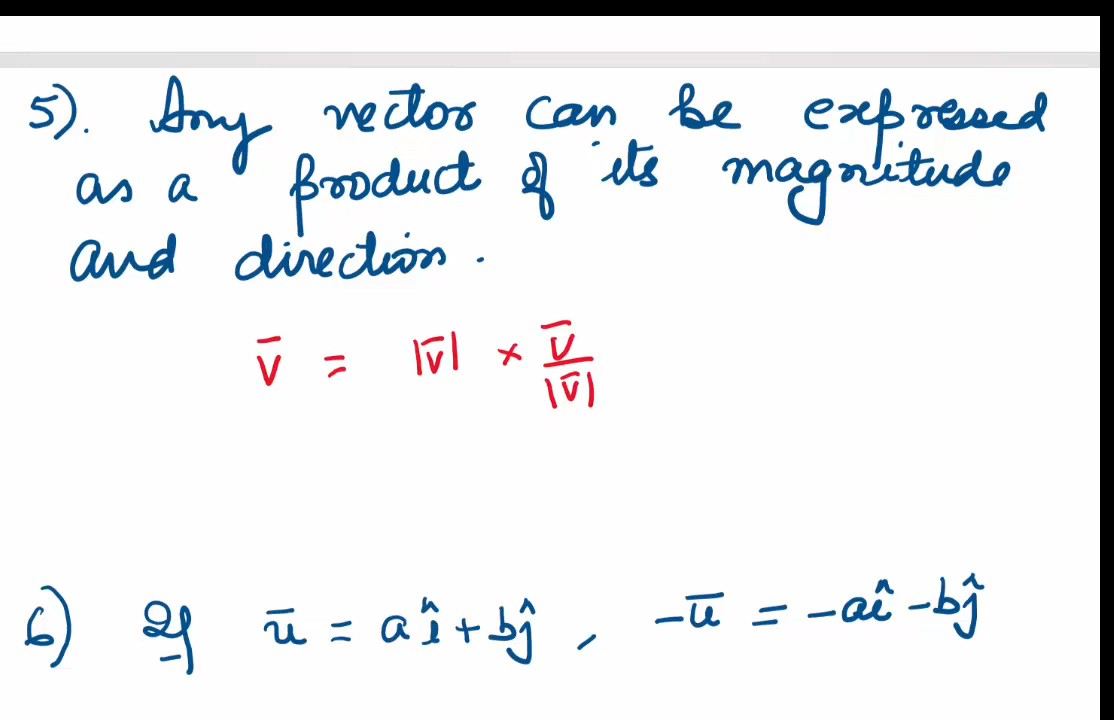 5). Any vector can be expressed
as a product of its magnitude
and direction.
v̅ = |v̅| × v̅/|v̅|
6) If u̅ = aî + bĵ , -u̅ = -aî - bĵ